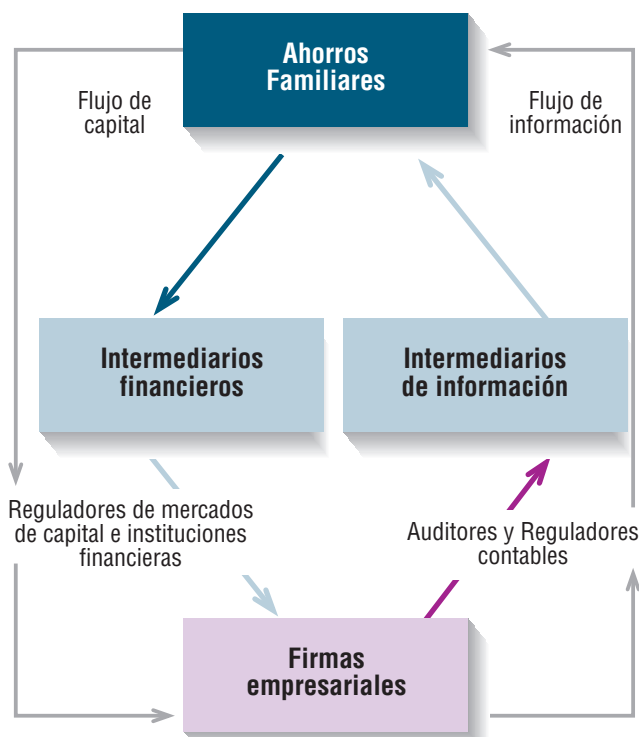 Ahorros
Familiares
Flujo de
capital
Flujo de
información
Intermediarios
financieros
Intermediarios
de información
Reguladores de mercados
de capital e instituciones
financieras
Auditores y Reguladores
contables
Firmas
empresariales